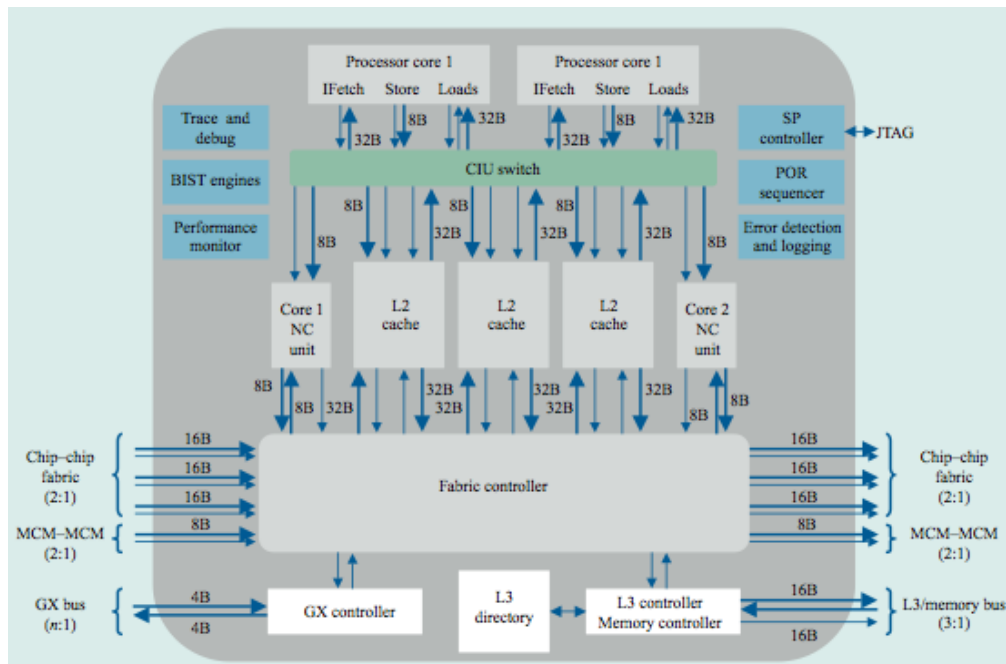 Processor core 1
IFetch Store Loads
Processor core 1
IFetch Store Loads
8B
32B
32B
8B
32B
32B
Trace and
debug
SP
controller
JTAG
CIU switch
BIST engines
POR
sequencer
Performance
monitor
Error detection
and logging
8B
8B
32B
8B
32B
8B
32B
8B
Core 1
NC
unit
L2
cache
L2
cache
L2
cache
Core 2
NC
unit
8B
8B
32B
32B
32B
32B
32B
32B
32B
8B
8B
Chip–chip
fabric
(2:1)
16B
16B
16B
MCM–MCM
(2:1)
8B
Fabric controller
16B
16B
16B
Chip–chip
fabric
(2:1)
8B
MCM–MCM
(2:1)
GX bus
(n:1)
4B
4B
GX controller
L3
directory
L3 controller
Memory controller
16B
16B
L3/memory bus
(3:1)